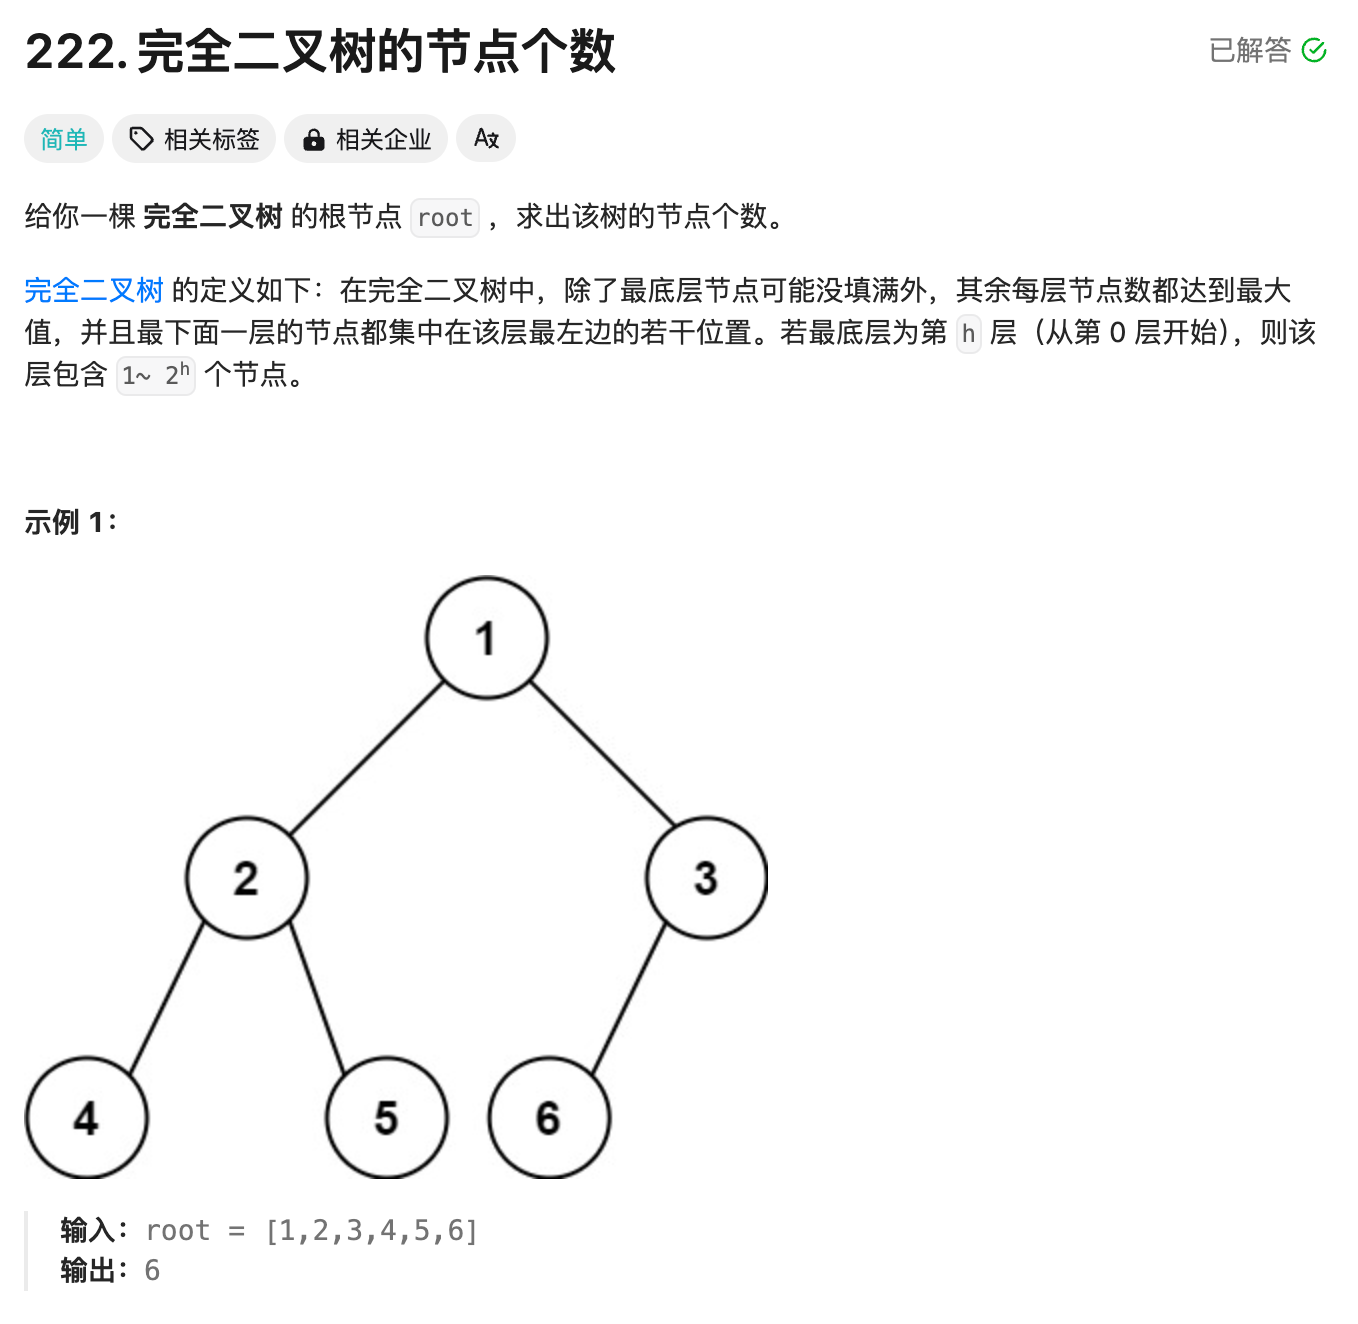 222. 完全二叉树的节点个数
已解答
简单 相关标签 相关企业 A文
给你一棵 完全二叉树 的根节点 root ，求出该树的节点个数。
完全二叉树 的定义如下：在完全二叉树中，除了最底层节点可能没填满外，其余每层节点数都达到最大
值，并且最下面一层的节点都集中在该层最左边的若干位置。若最底层为第 h 层（从第 0 层开始），则该
层包含 1~ 2ʰ 个节点。
示例 1：
1
2 3
4 5 6
输入：root = [1,2,3,4,5,6]
输出：6